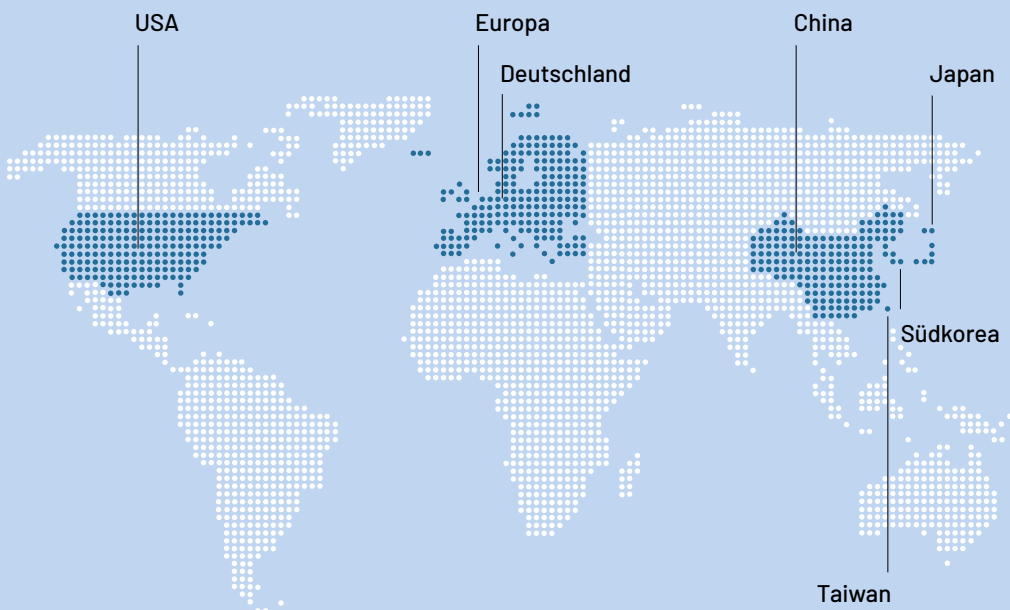 USA
Europa
China
Deutschland
Japan
Südkorea
Taiwan